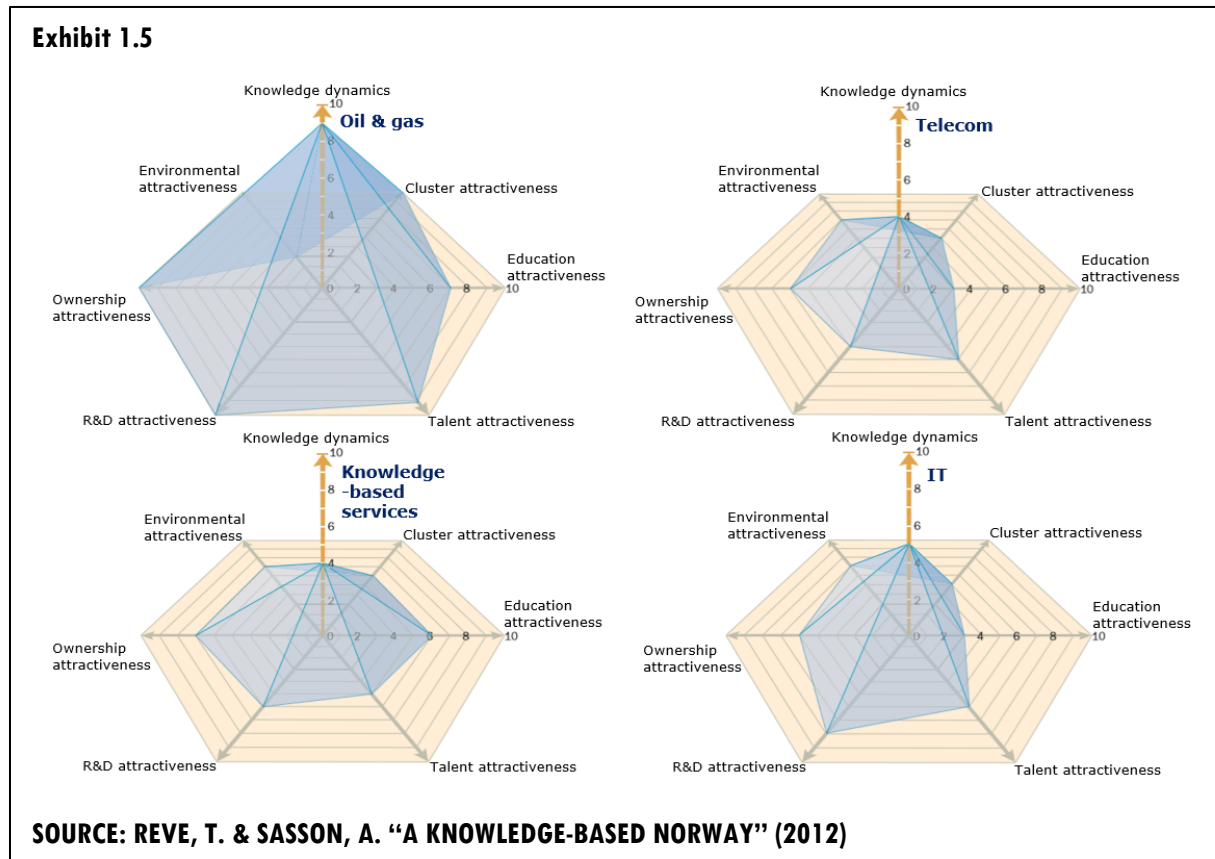 Exhibit 1.5
Knowledge dynamics
10
Oil & gas
8
6
4
2
0 2 4 6 8 10
Environmental
attractiveness
Cluster attractiveness
Education
attractiveness
Ownership
attractiveness
R&D attractiveness
Talent attractiveness
Knowledge dynamics
10
Telecom
8
6
4
2
0 2 4 6 8 10
Environmental
attractiveness
Cluster attractiveness
Education
attractiveness
Ownership
attractiveness
R&D attractiveness
Talent attractiveness
Knowledge dynamics
10
Knowledge
-based
services
8
6
4
2
0 2 4 6 8 10
Environmental
attractiveness
Cluster attractiveness
Education
attractiveness
Ownership
attractiveness
R&D attractiveness
Talent attractiveness
Knowledge dynamics
10
IT
8
6
4
2
0 2 4 6 8 10
Environmental
attractiveness
Cluster attractiveness
Education
attractiveness
Ownership
attractiveness
R&D attractiveness
Talent attractiveness
SOURCE: REVE, T. & SASSON, A. “A KNOWLEDGE-BASED NORWAY” (2012)